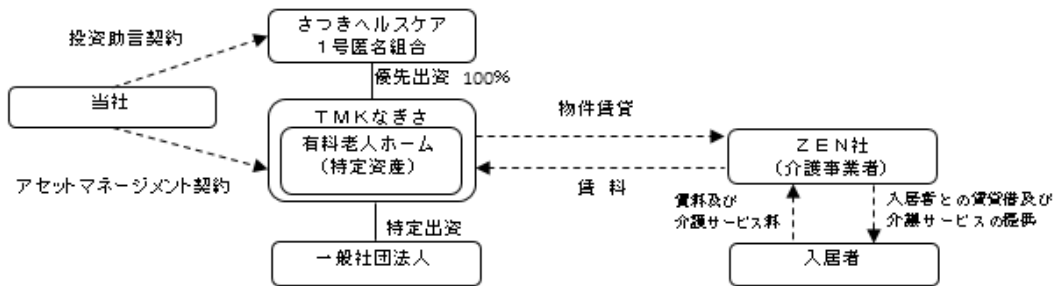 さつきヘルスケア
1号匿名組合
投資助言契約
優先出資 100%
当社
TMKなぎさ
有料老人ホーム
(特定資産)
物件賃貸
ZEN社
(介護事業者)
アセットマネージメント契約
賃 料
賃料及び
介護サービス料
入居者との賃貸借及び
介護サービスの提供
特定出資
一般社団法人
入居者